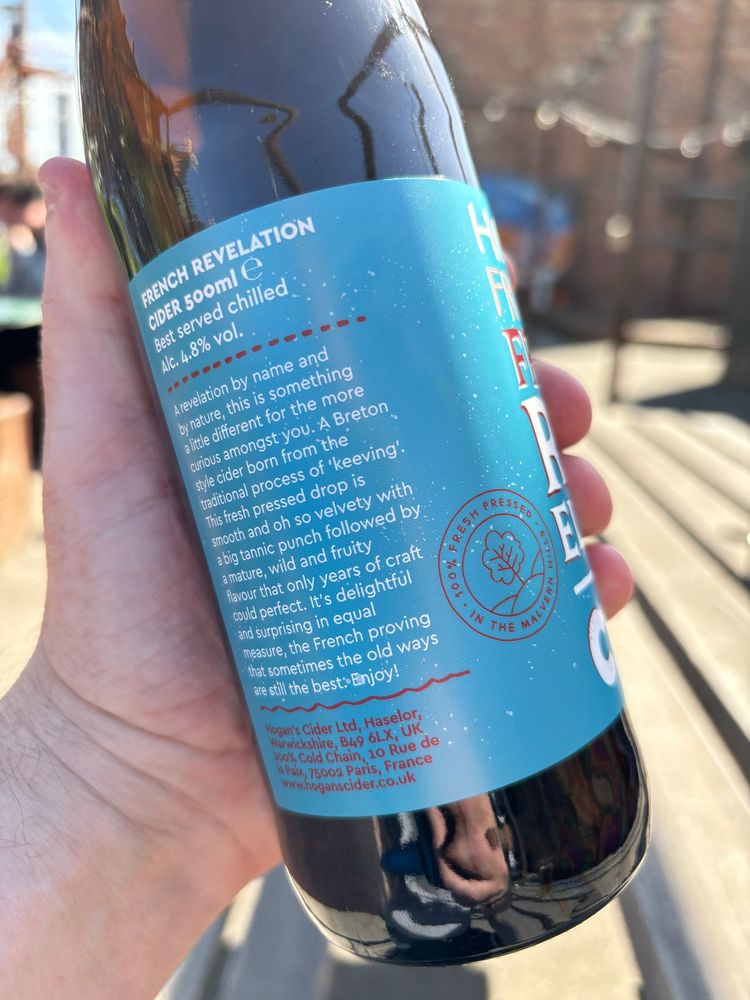 FRENCH REVELATION
CIDER 500ml ℮
Best served chilled
Alc. 4.8% vol.
A revelation by name and
by nature, this is something
a little different for the more
curious amongst you. A Breton
style cider born from the
traditional process of 'keeving'.
This fresh pressed drop is
smooth and oh so velvety with
a big tannic punch followed by
a mature, wild and fruity
flavour that only years of craft
could perfect. It's delightful
and surprising in equal
measure, the French proving
that sometimes the old ways
are still the best. Enjoy!
Hogan's Cider Ltd, Haselor,
Warwickshire, B49 6LX, UK
200% Cold Chain, 10 Rue de
la Paix, 75002 Paris, France
www.hoganscider.co.uk
100% FRESH PRESSED · IN THE MALVERN HILLS ·